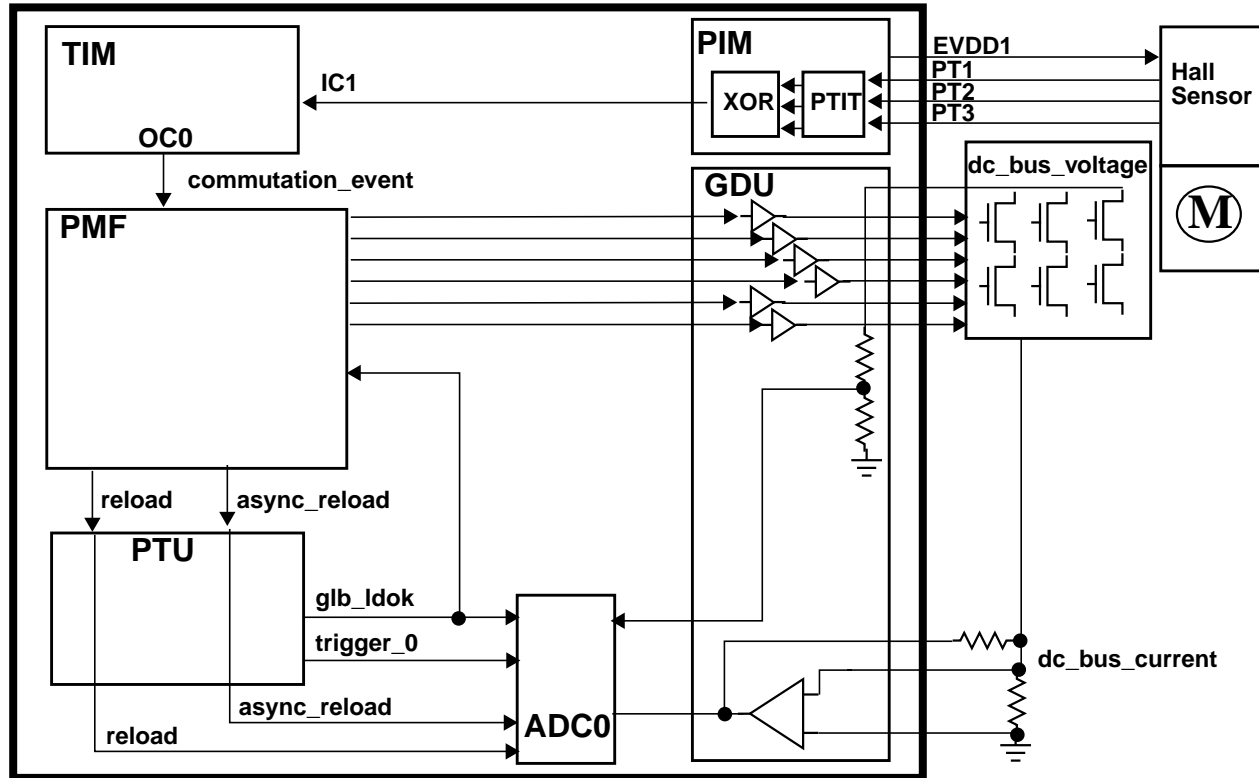 TIM
IC1
OC0
PIM
XOR
PTIT
EVDD1
PT1
PT2
PT3
Hall
Sensor
commutation_event
GDU
dc_bus_voltage
M
PMF
reload
async_reload
PTU
glb_ldok
trigger_0
async_reload
reload
ADC0
dc_bus_current